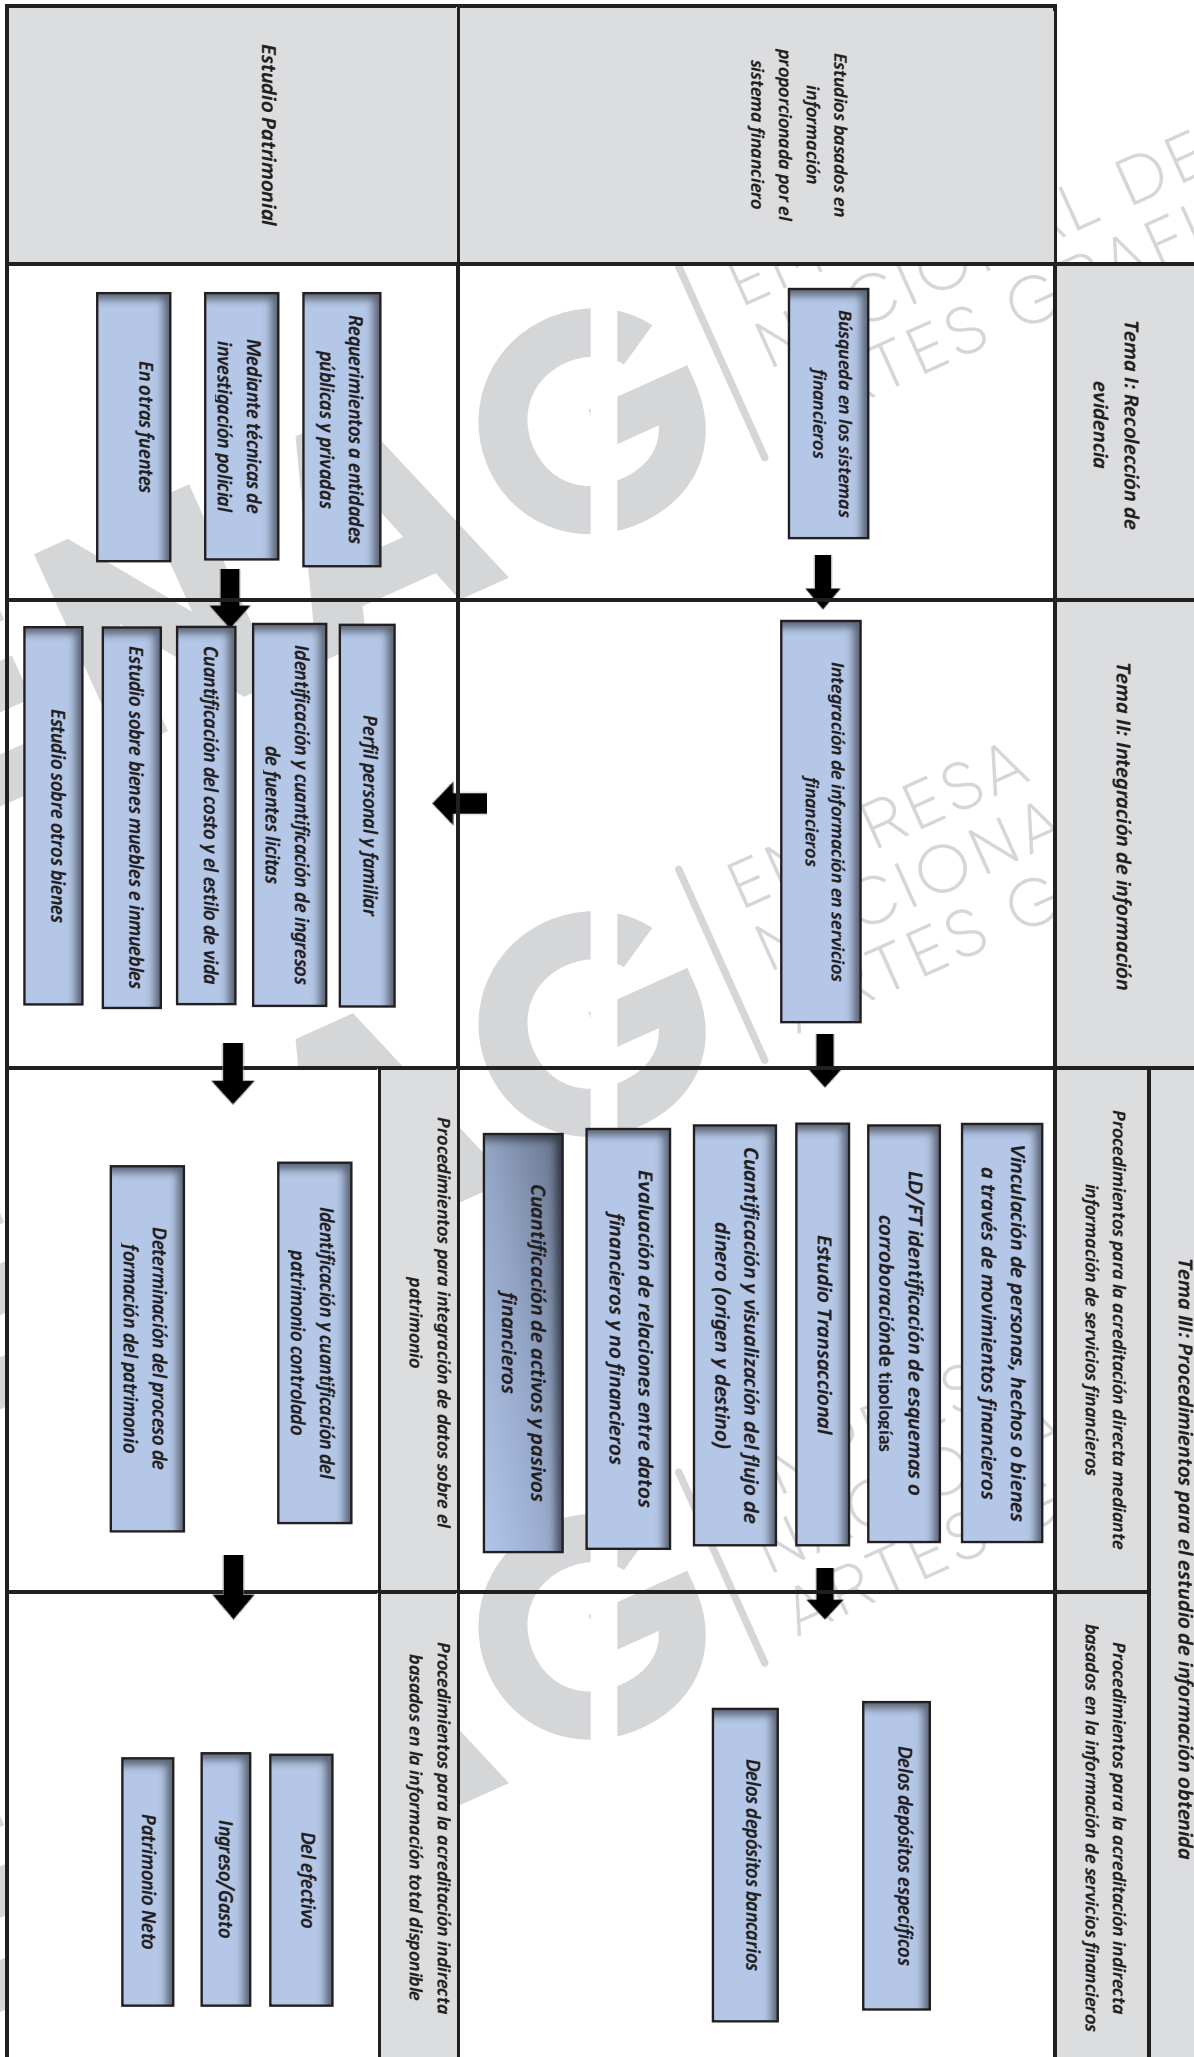 Tema I: Recolección de
evidencia
Tema II: Integración de información
Tema III: Procedimientos para el estudio de información obtenida
Procedimientos para la acreditación directa mediante
información de servicios financieros
Procedimientos para la acreditación indirecta
basados en la información de servicios financieros
Estudios basados en
información
proporcionada por el
sistema financiero
Búsqueda en los sistemas
financieros
Integración de información en servicios
financieros
Vinculación de personas, hechos o bienes
a través de movimientos financieros
LD/FT identificación de esquemas o
corroboraciónde tipologías
Estudio Transaccional
Cuantificación y visualización del flujo de
dinero (origen y destino)
Evaluación de relaciones entre datos
financieros y no financieros
Cuantificación de activos y pasivos
financieros
Delos depósitos específicos
Delos depósitos bancarios
Procedimientos para integración de datos sobre el
patrimonio
Procedimientos para la acreditación indirecta
basados en la información total disponible
Estudio Patrimonial
Requerimientos a entidades
públicas y privadas
Mediante técnicas de
investigación policial
En otras fuentes
Perfil personal y familiar
Identificación y cuantificación de ingresos
de fuentes licitas
Cuantificación del costo y el estilo de vida
Estudio sobre bienes muebles e inmuebles
Estudio sobre otros bienes
Identificación y cuantificación del
patrimonio controlado
Determinación del proceso de
formación del patrimonio
Del efectivo
Ingreso/Gasto
Patrimonio Neto
ENAG
EMPRESA
NACIONAL DE
ARTES GRAFI